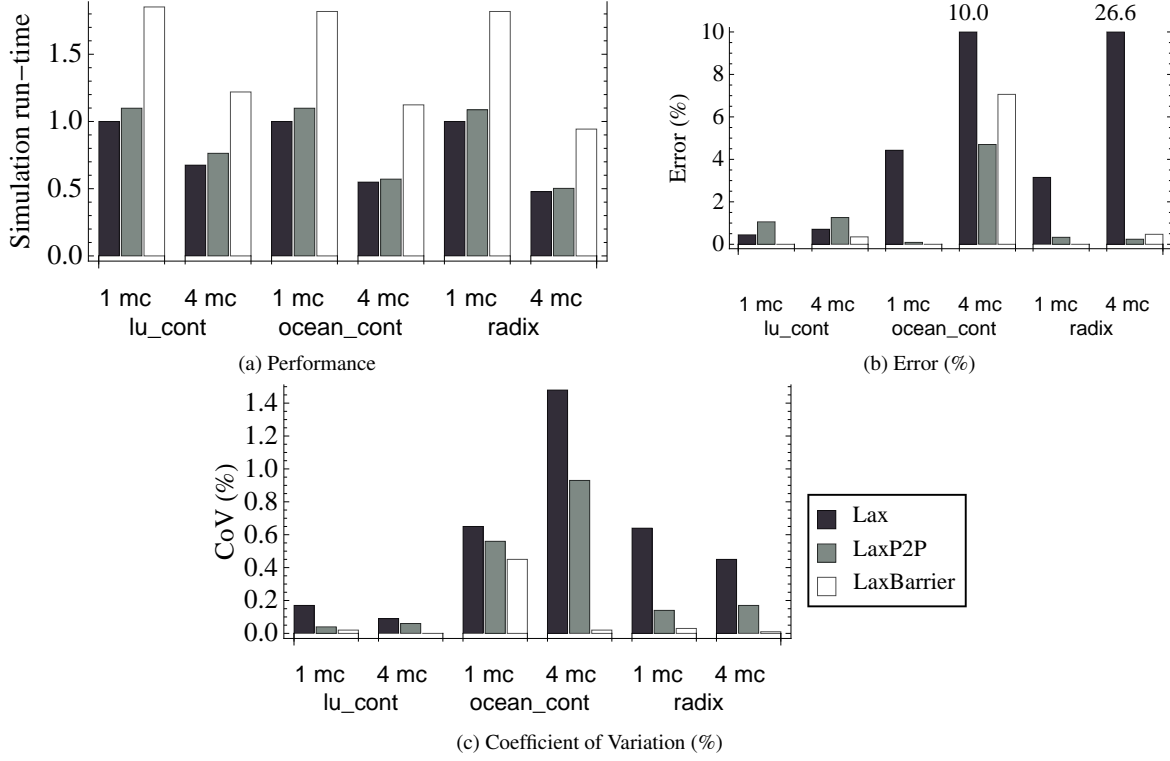 Simulation run−time
1.5
1.0
0.5
0.0
1 mc 4 mc 1 mc 4 mc 1 mc 4 mc
lu_cont ocean_cont radix
(a) Performance
10.0 26.6
Error (%)
10
8
6
4
2
0
1 mc 4 mc 1 mc 4 mc 1 mc 4 mc
lu_cont ocean_cont radix
(b) Error (%)
CoV (%)
1.4
1.2
1.0
0.8
0.6
0.4
0.2
0.0
1 mc 4 mc 1 mc 4 mc 1 mc 4 mc
lu_cont ocean_cont radix
Lax
LaxP2P
LaxBarrier
(c) Coefficient of Variation (%)